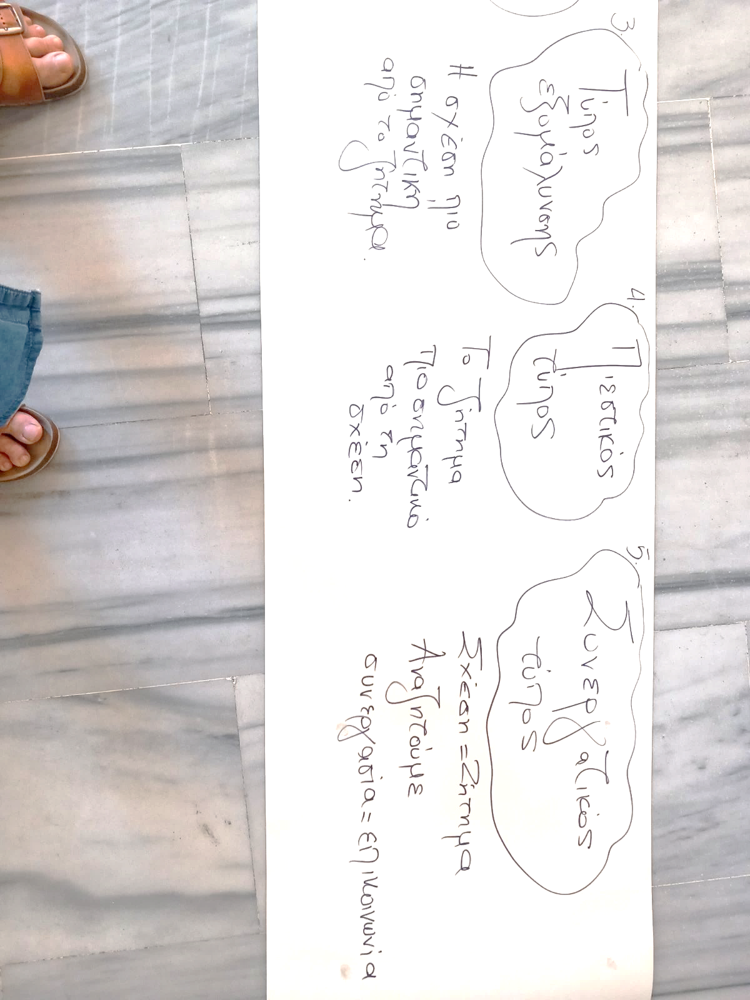 3.
Τύπος
εξομάλυνσης
Η σχέση πιο
σημαντική
από το
ζήτημα.
4.
Πιεστικός
τύπος
Το ζήτημα
πιο σημαντικό
από τη
σχέση.
5.
Συνεργατικός
τύπος
Σχέση = Ζήτημα
Αναζητούμε
συνεργασία = επικοινωνία